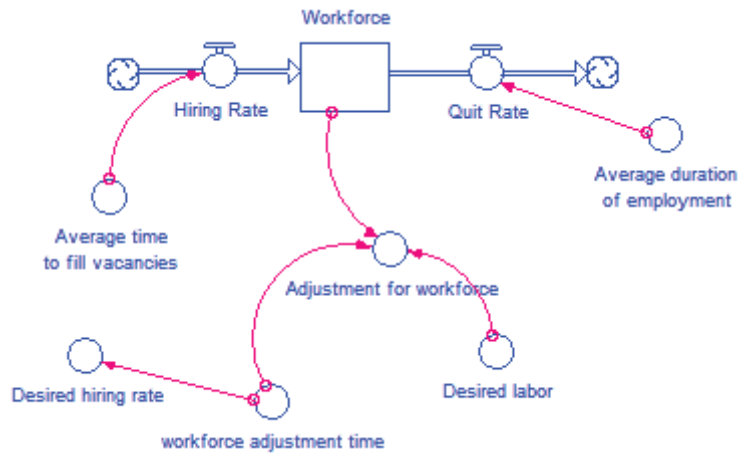 Workforce
Hiring Rate
Quit Rate
Average duration
of employment
Average time
to fill vacancies
Adjustment for workforce
Desired hiring rate
Desired labor
workforce adjustment time